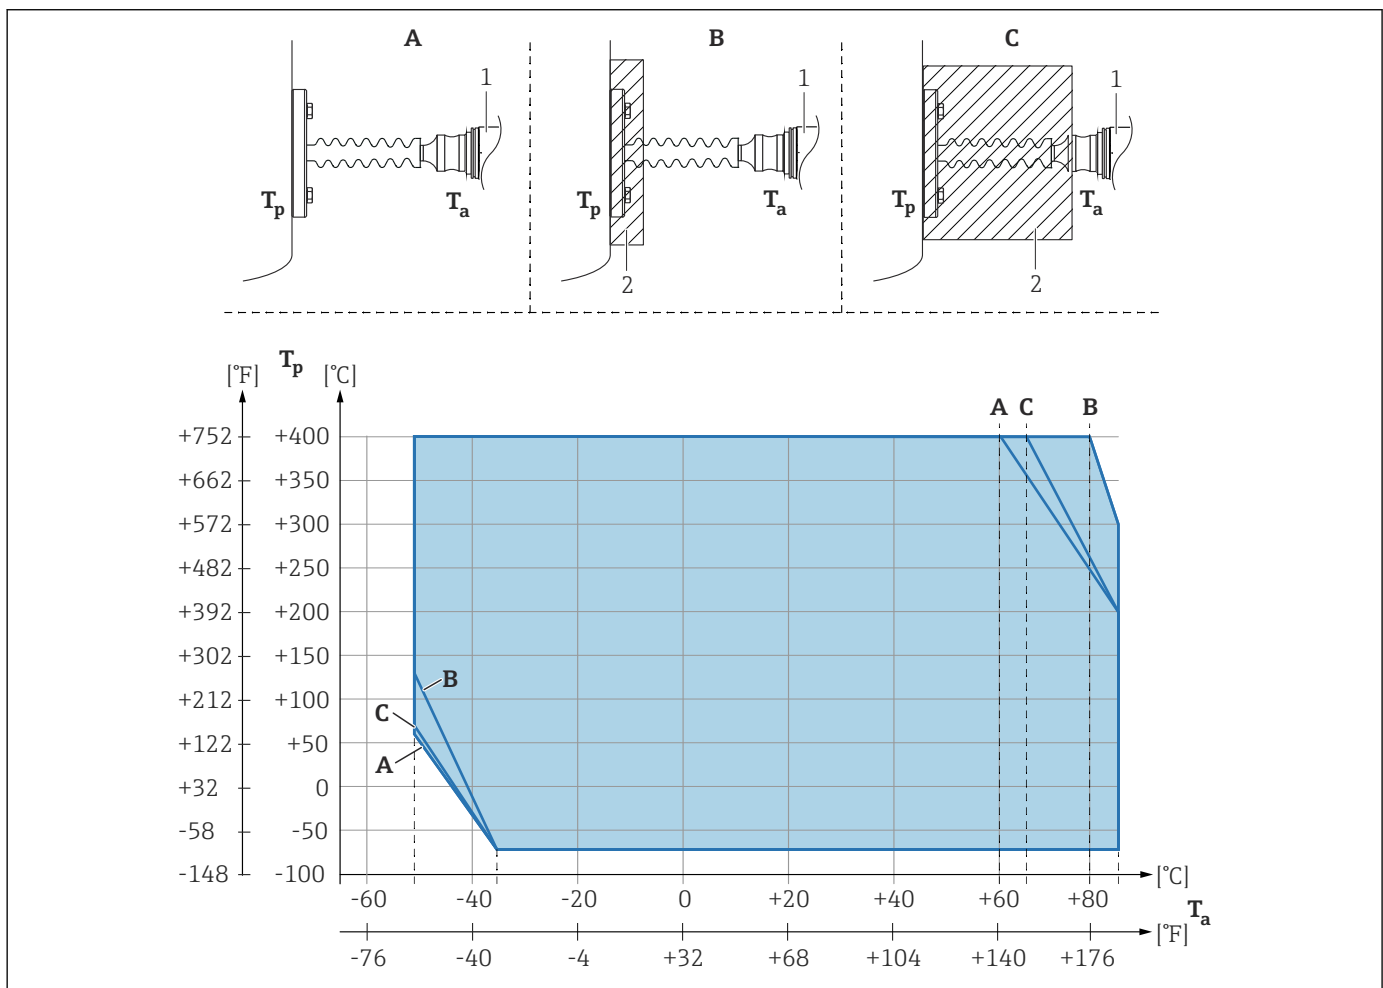 A
B
C
1
1
1
Tp
Ta
Tp
Ta
Tp
Ta
2
2
Tp
[°F]
[°C]
A C B
+752 +400
+662 +350
+572 +300
+482 +250
+392 +200
+302 +150
+212 +100
+122 +50
+32 0
-58 -50
-148 -100
B
C
A
-60 -40 -20 0 +20 +40 +60 +80 [°C]
Ta
-76 -40 -4 +32 +68 +104 +140 +176 [°F]